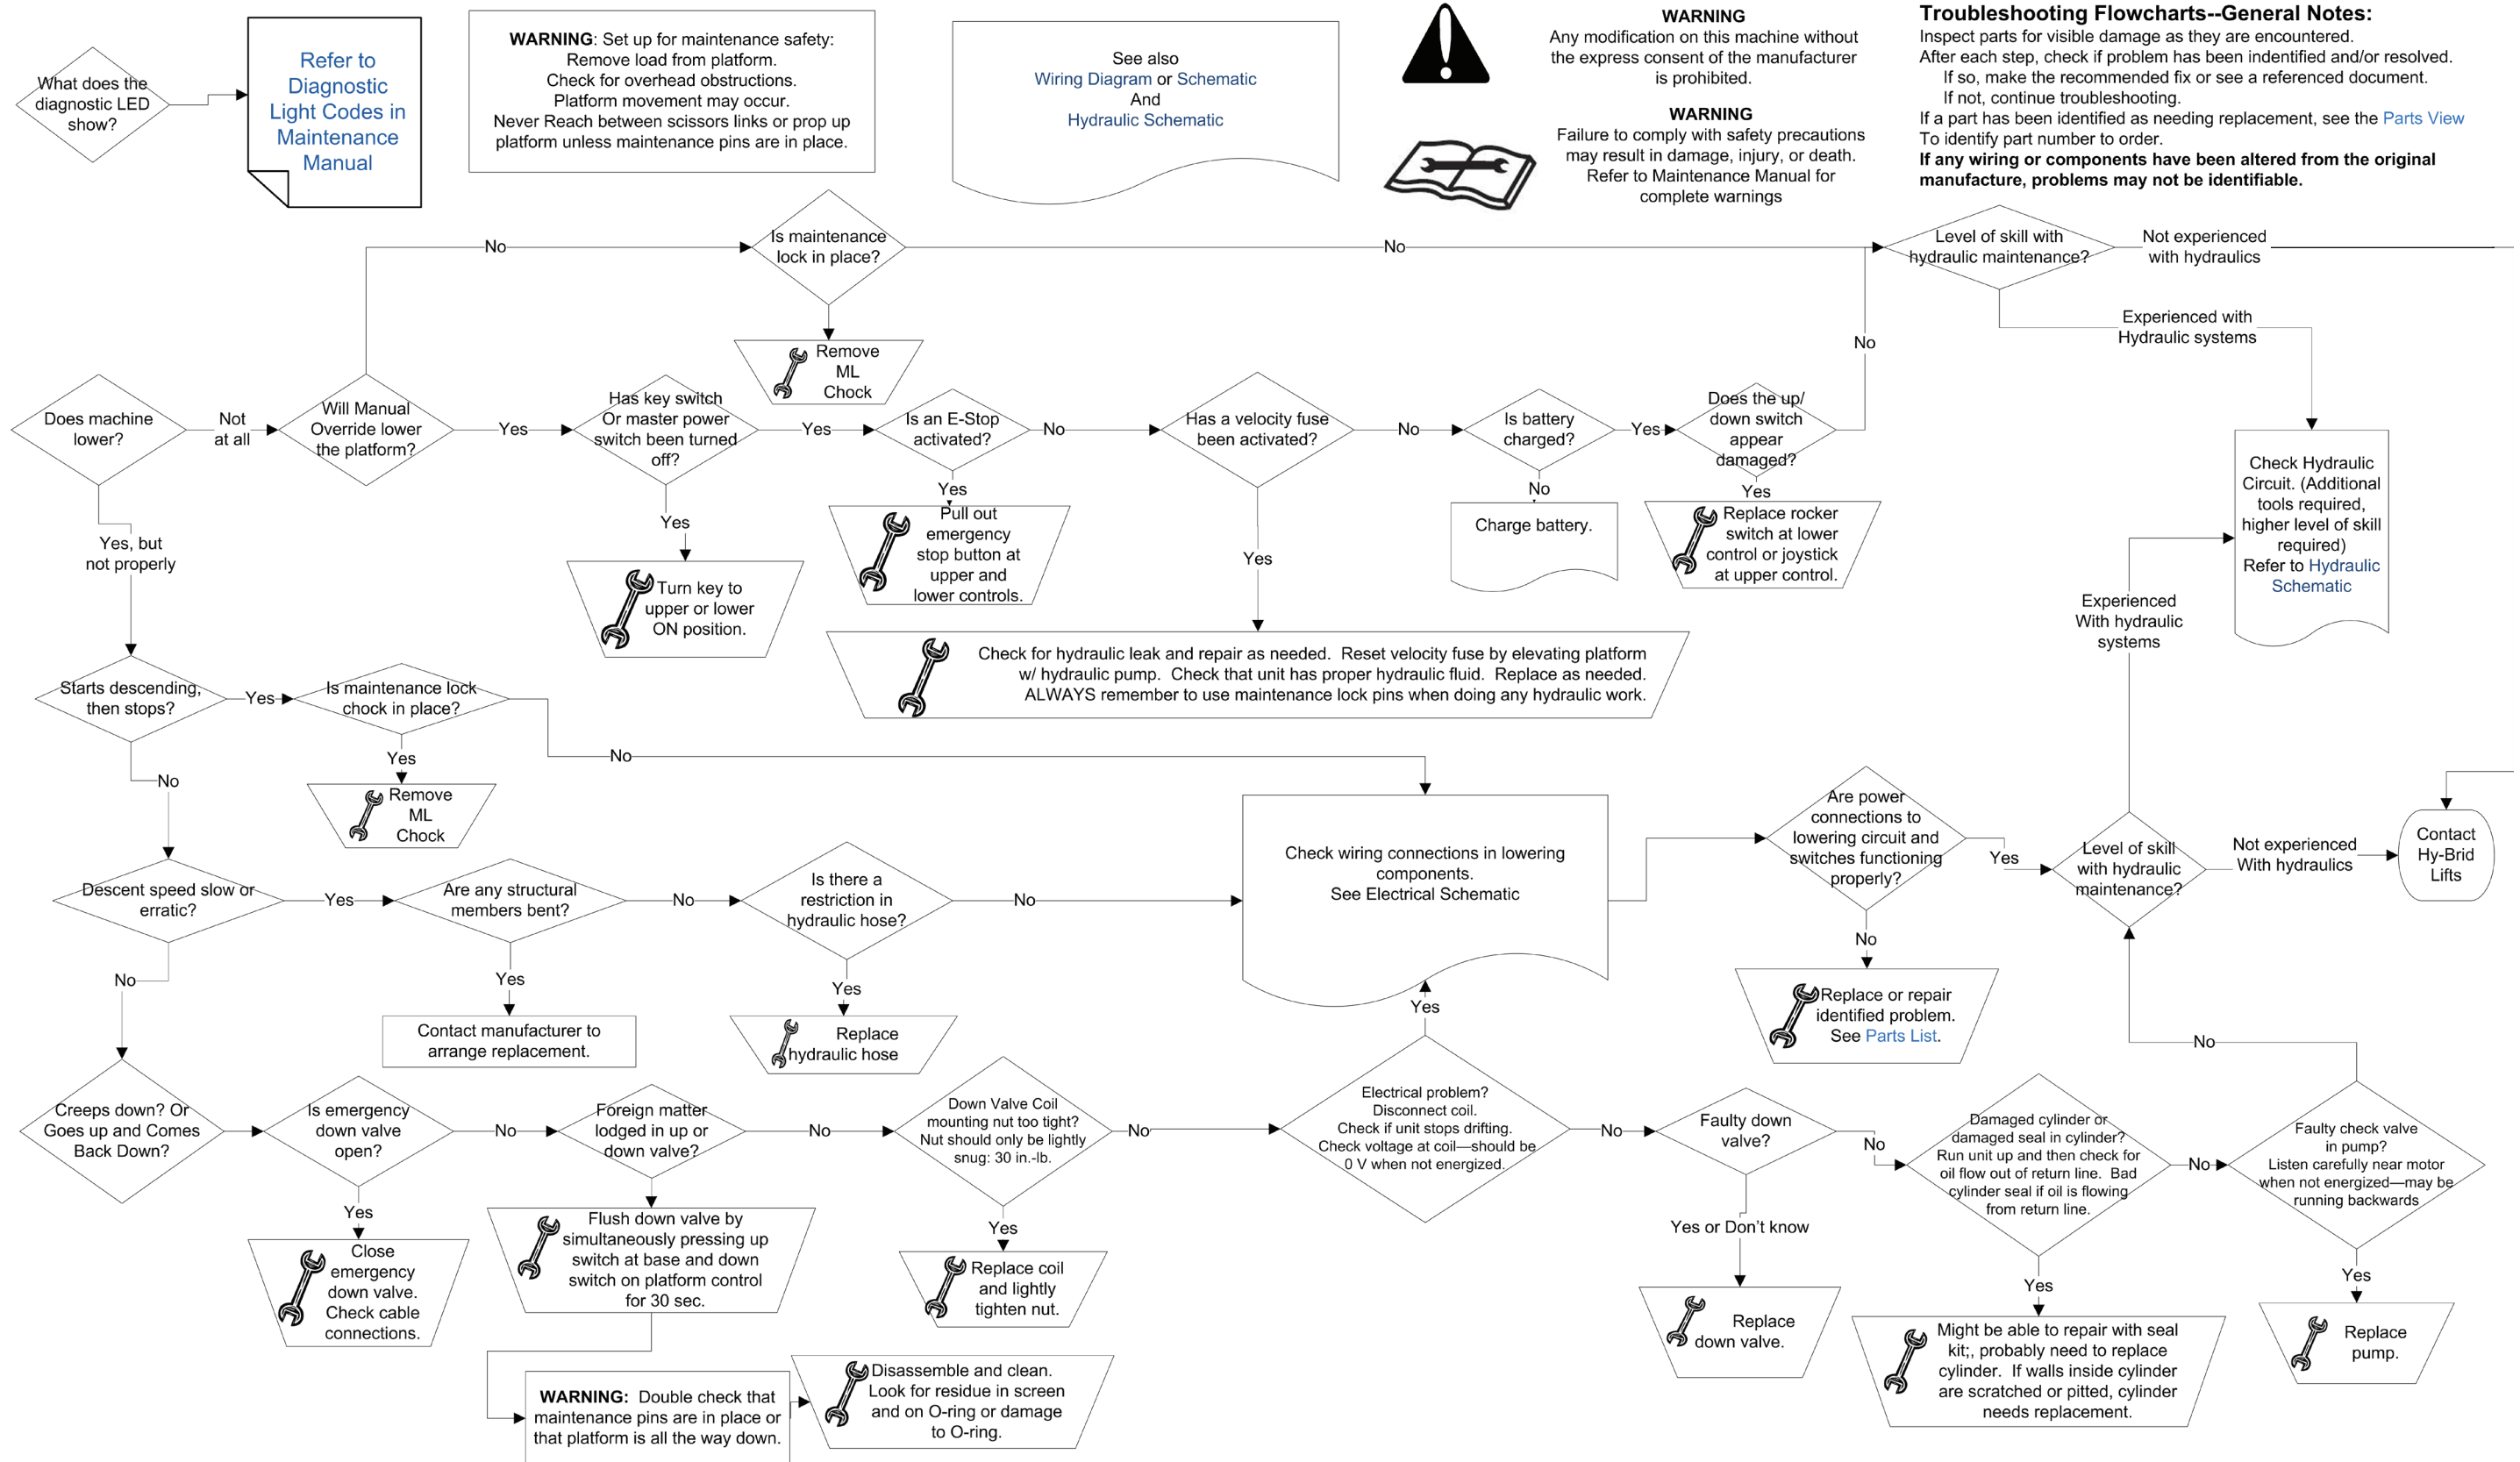 What does the
diagnostic LED
show?
Refer to
Diagnostic
Light Codes in
Maintenance
Manual
WARNING: Set up for maintenance safety:
Remove load from platform.
Check for overhead obstructions.
Platform movement may occur.
Never Reach between scissors links or prop up
platform unless maintenance pins are in place.
See also
Wiring Diagram or Schematic
And
Hydraulic Schematic
WARNING
Any modification on this machine without
the express consent of the manufacturer
is prohibited.
WARNING
Failure to comply with safety precautions
may result in damage, injury, or death.
Refer to Maintenance Manual for
complete warnings
Troubleshooting Flowcharts--General Notes:
Inspect parts for visible damage as they are encountered.
After each step, check if problem has been indentified and/or resolved.
If so, make the recommended fix or see a referenced document.
If not, continue troubleshooting.
If a part has been identified as needing replacement, see the Parts View
To identify part number to order.
If any wiring or components have been altered from the original
manufacture, problems may not be identifiable.
No
Is maintenance
lock in place?
No
Level of skill with
hydraulic maintenance?
Not experienced
with hydraulics
Remove
ML
Chock
Experienced with
Hydraulic systems
No
Does machine
lower?
Not
at all
Will Manual
Override lower
the platform?
Yes
Has key switch
Or master power
switch been turned
off?
Yes
Is an E-Stop
activated?
No
Has a velocity fuse
been activated?
No
Is battery
charged?
Yes
Does the up/
down switch
appear
damaged?
Yes
Turn key to
upper or lower
ON position.
Yes
Pull out
emergency
stop button at
upper and
lower controls.
Yes
No
Charge battery.
Yes
Replace rocker
switch at lower
control or joystick
at upper control.
Check Hydraulic
Circuit. (Additional
tools required,
higher level of skill
required)
Refer to Hydraulic
Schematic
Yes, but
not properly
Check for hydraulic leak and repair as needed. Reset velocity fuse by elevating platform
w/ hydraulic pump. Check that unit has proper hydraulic fluid. Replace as needed.
ALWAYS remember to use maintenance lock pins when doing any hydraulic work.
Experienced
With hydraulic
systems
Starts descending,
then stops?
Yes
Is maintenance lock
chock in place?
No
Yes
Remove
ML
Chock
No
Descent speed slow or
erratic?
Yes
Are any structural
members bent?
No
Is there a
restriction in
hydraulic hose?
No
Check wiring connections in lowering
components.
See Electrical Schematic
Are power
connections to
lowering circuit and
switches functioning
properly?
Yes
Level of skill
with hydraulic
maintenance?
Not experienced
With hydraulics
Contact
Hy-Brid
Lifts
No
Replace or repair
identified problem.
See Parts List.
No
Yes
Contact manufacturer to
arrange replacement.
Yes
Replace
hydraulic hose
Yes
No
Creeps down? Or
Goes up and Comes
Back Down?
Is emergency
down valve
open?
No
Foreign matter
lodged in up or
down valve?
No
Down Valve Coil
mounting nut too tight?
Nut should only be lightly
snug: 30 in.-lb.
No
Electrical problem?
Disconnect coil.
Check if unit stops drifting.
Check voltage at coil—should be
0 V when not energized.
No
Faulty down
valve?
No
Damaged cylinder or
damaged seal in cylinder?
Run unit up and then check for
oil flow out of return line. Bad
cylinder seal if oil is flowing
from return line.
No
Faulty check valve
in pump?
Listen carefully near motor
when not energized—may be
running backwards
Yes
Close
emergency
down valve.
Check cable
connections.
Flush down valve by
simultaneously pressing up
switch at base and down
switch on platform control
for 30 sec.
Yes
Replace coil
and lightly
tighten nut.
Yes or Don't know
Replace
down valve.
Yes
Might be able to repair with seal
kit;, probably need to replace
cylinder. If walls inside cylinder
are scratched or pitted, cylinder
needs replacement.
Yes
Replace
pump.
WARNING: Double check that
maintenance pins are in place or
that platform is all the way down.
Disassemble and clean.
Look for residue in screen
and on O-ring or damage
to O-ring.